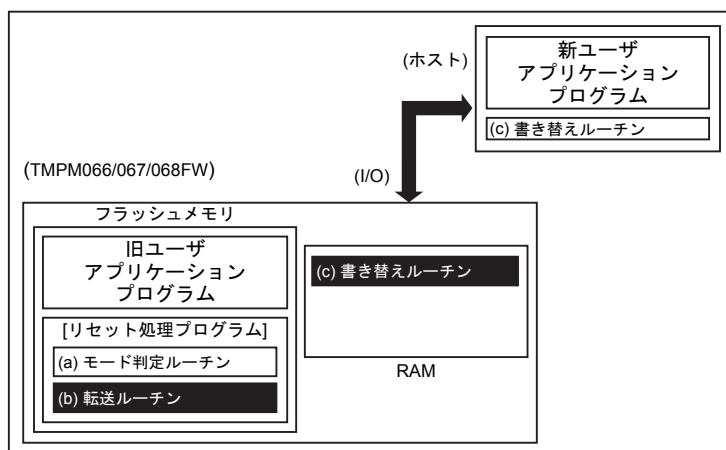 (ホスト)
新ユーザ
アプリケーション
プログラム
(c) 書き替えルーチン
(TMPM066/067/068FW)
(I/O)
フラッシュメモリ
旧ユーザ
アプリケーション
プログラム
[リセット処理プログラム]
(a) モード判定ルーチン
(b) 転送ルーチン
(c) 書き替えルーチン
RAM